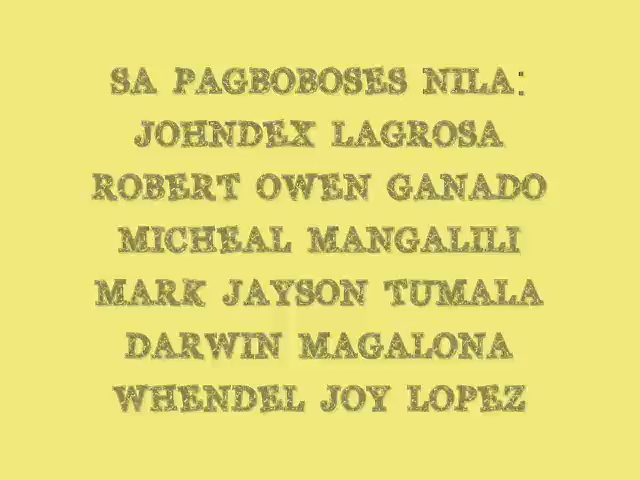 SA PAGBOBOSES NILA:
JOHNDEX LAGROSA
ROBERT OWEN GANADO
MICHEAL MANGALILI
MARK JAYSON TUMALA
DARWIN MAGALONA
WHENDEL JOY LOPEZ